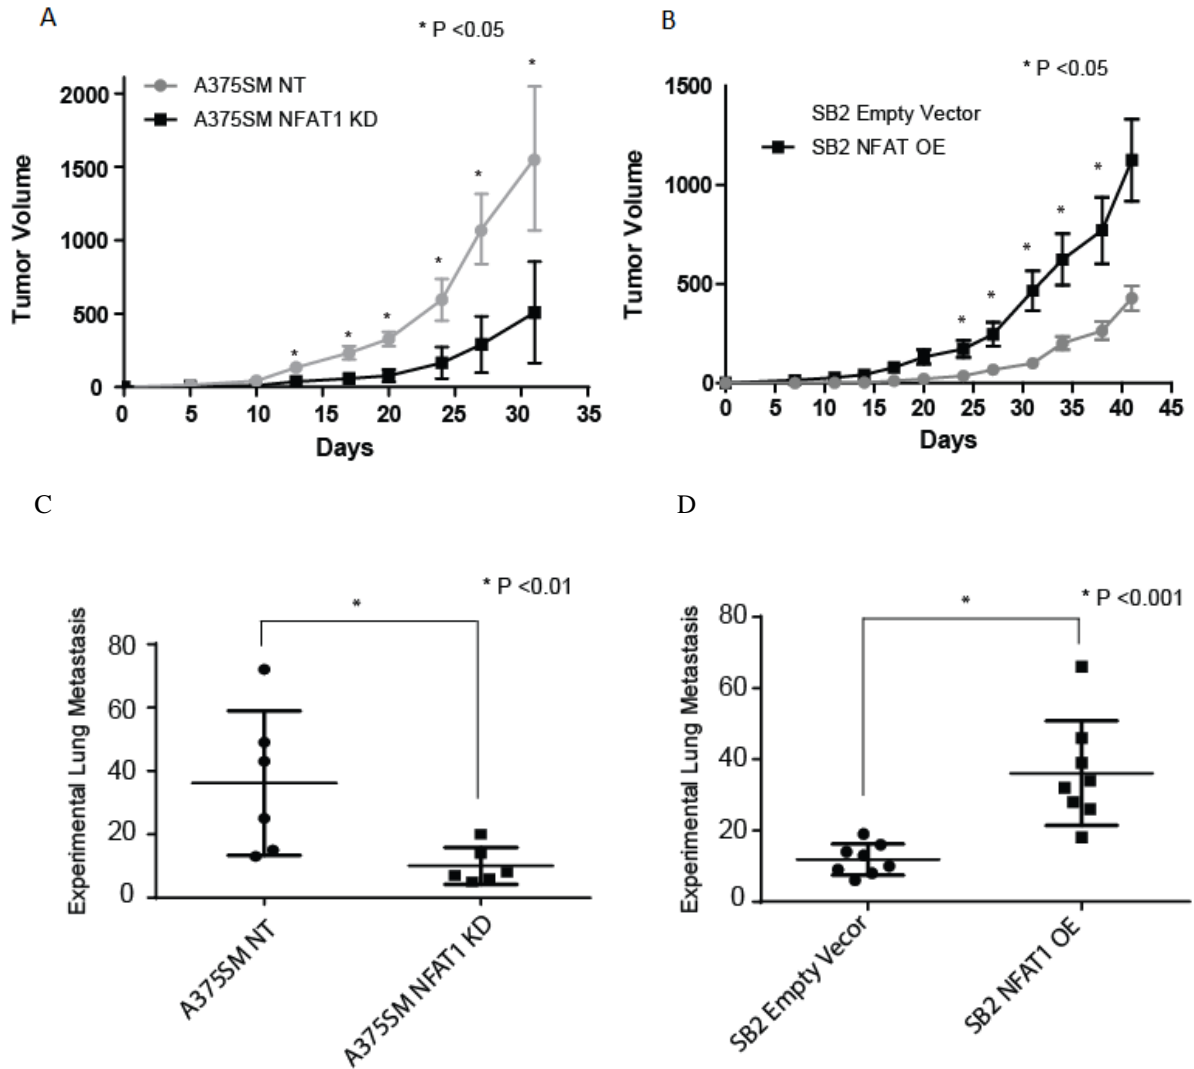 A
* P <0.05
A375SM NT
A375SM NFAT1 KD
*
*
*
*
*
*
Tumor Volume
2000
1500
1000
500
0
0 5 10 15 20 25 30 35
Days
B
* P <0.05
SB2 Empty Vector
SB2 NFAT OE
*
*
*
*
*
Tumor Volume
1500
1000
500
0
0 5 10 15 20 25 30 35 40 45
Days
C
* P <0.01
*
Experimental Lung Metastasis
80
60
40
20
0
A375SM NT
A375SM NFAT1 KD
D
* P <0.001
*
Experimental Lung Metastasis
80
60
40
20
0
SB2 Empty Vecor
SB2 NFAT1 OE